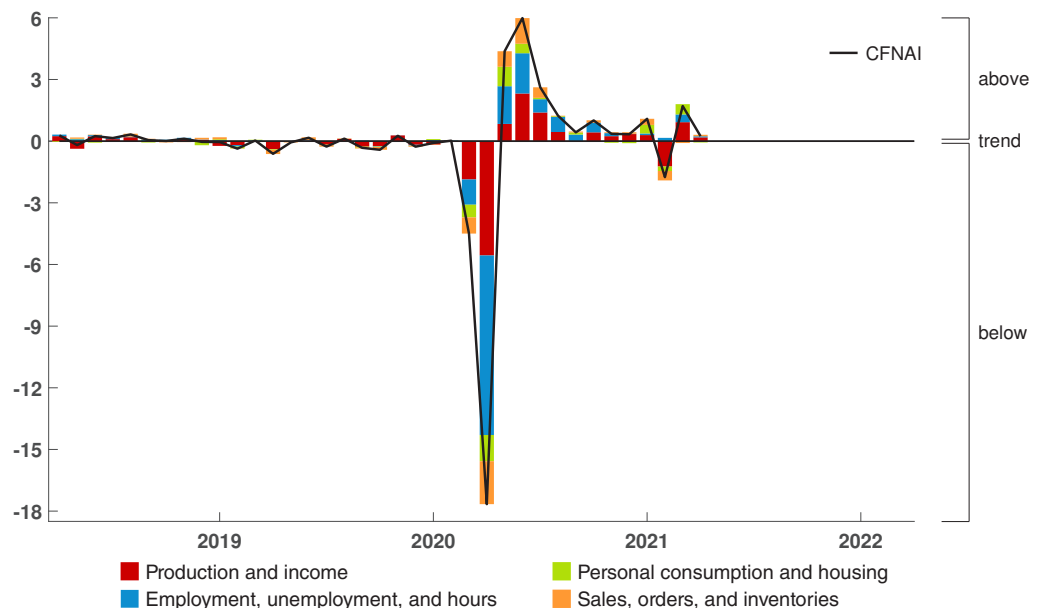 6
3
0
-3
-6
-9
-12
-15
-18
CFNAI
above
trend
below
2019 2020 2021 2022
Production and income
Personal consumption and housing
Employment, unemployment, and hours
Sales, orders, and inventories